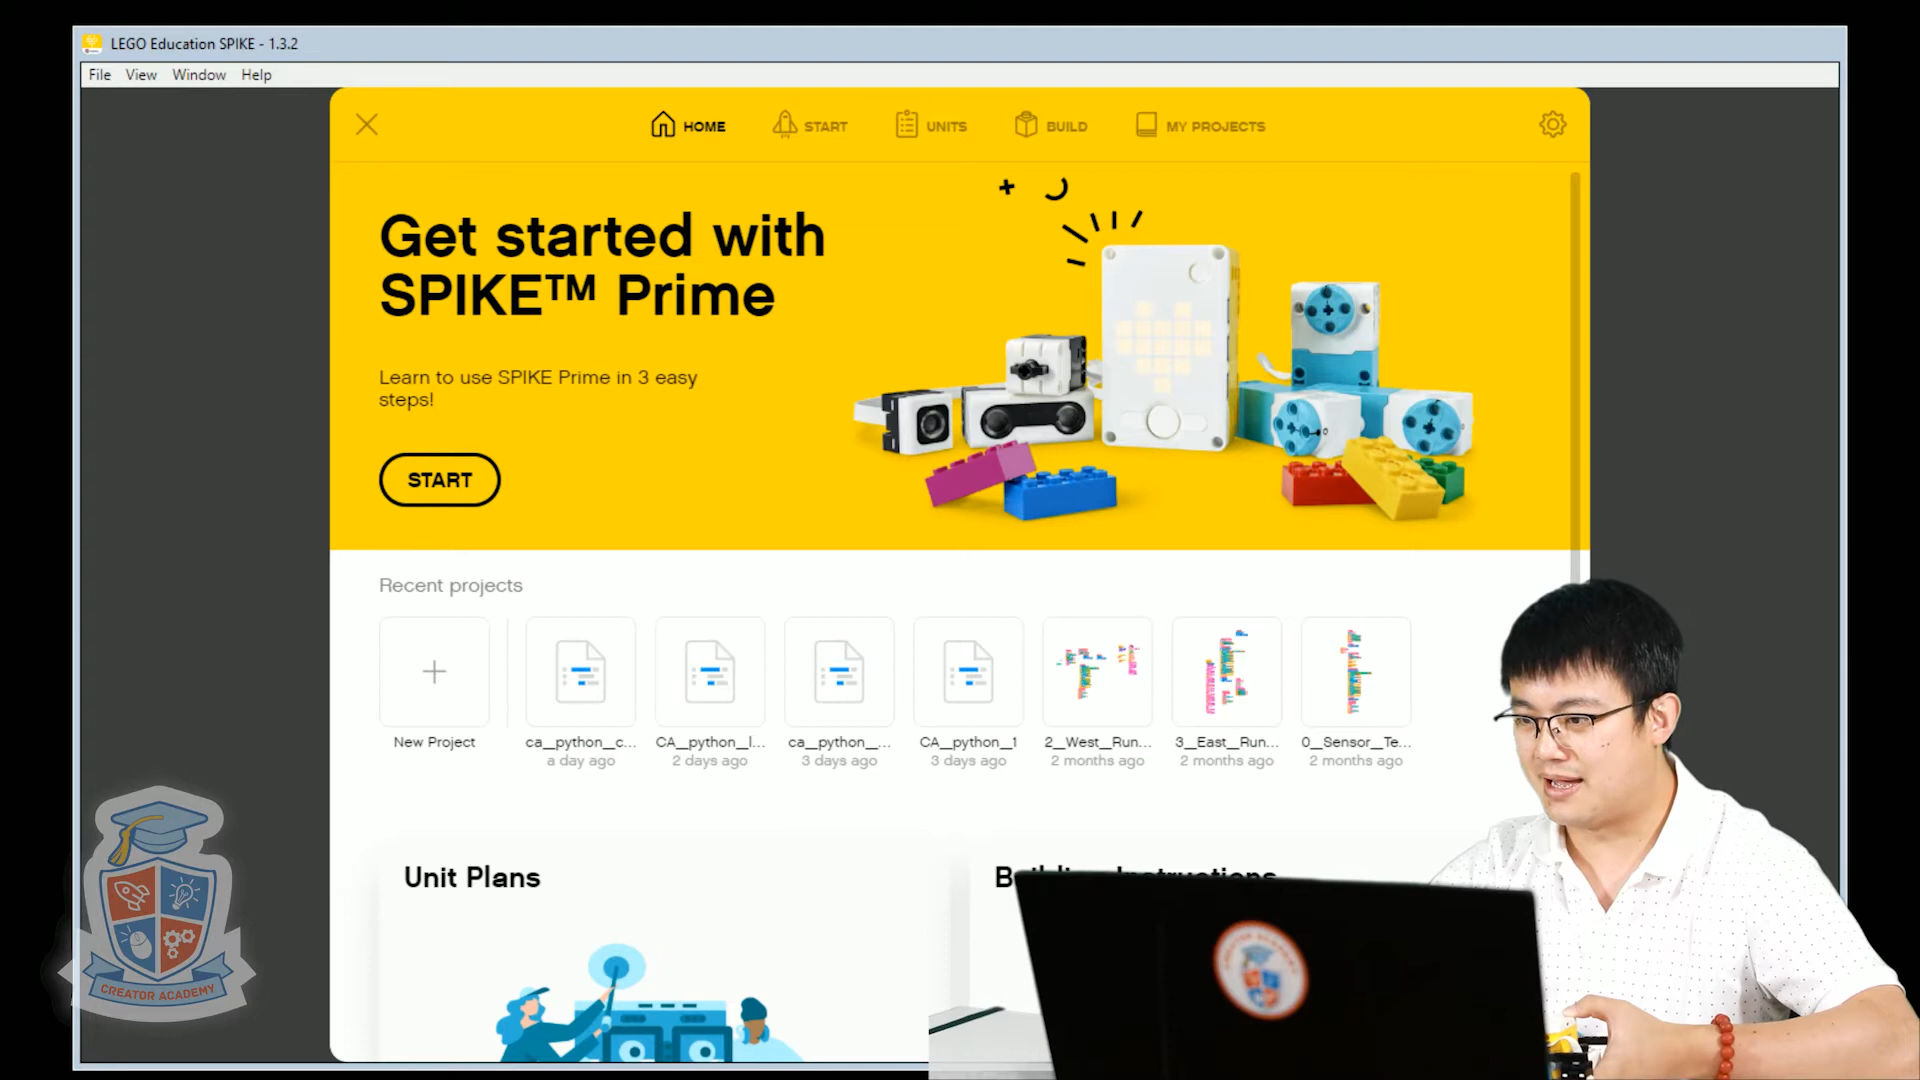 LEGO Education SPIKE - 1.3.2
File View Window Help
HOME START UNITS BUILD MY PROJECTS
Get started with
SPIKE™ Prime
Learn to use SPIKE Prime in 3 easy
steps!
START
Recent projects
New Project
ca_python_c...
a day ago
CA_python_l...
2 days ago
ca_python_...
3 days ago
CA_python_1
3 days ago
2_West_Run...
2 months ago
3_East_Run...
2 months ago
0_Sensor_Te...
2 months ago
Unit Plans
Building Instructions
CREATOR ACADEMY